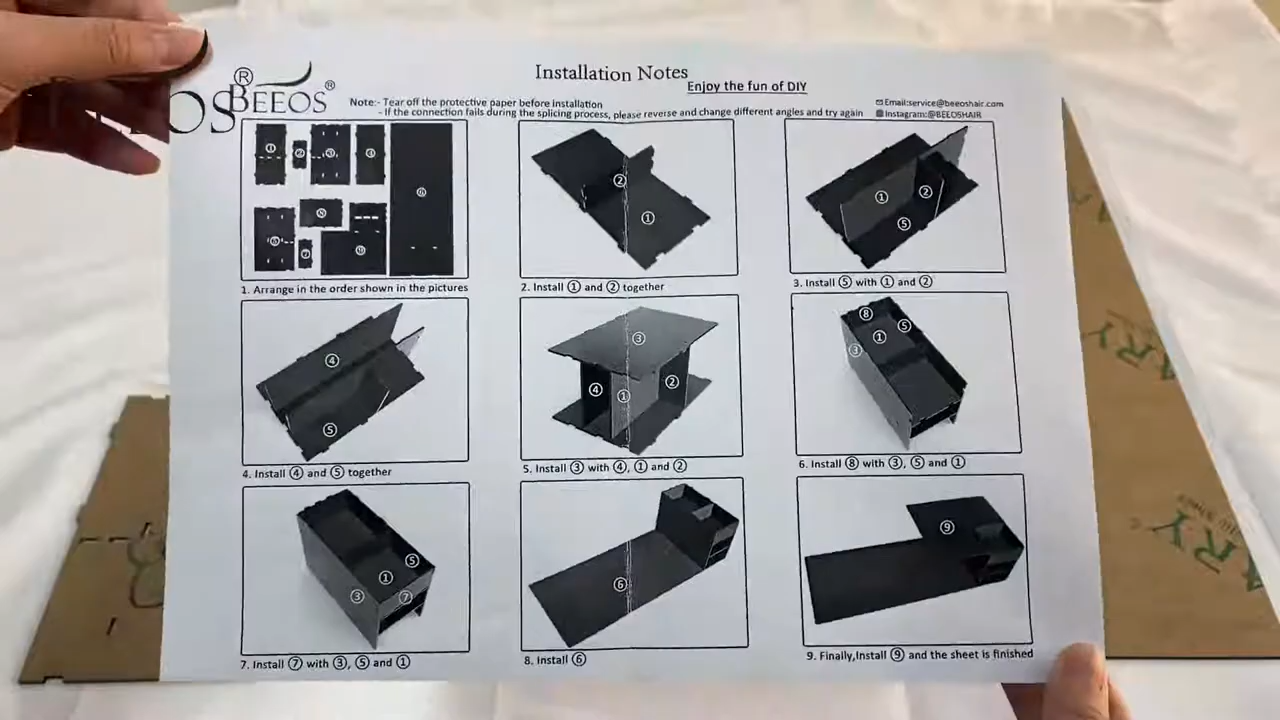 Installation Notes
Enjoy the fun of DIY
®
BEEOS®
Note:- Tear off the protective paper before installation
- If the connection fails during the splicing process, please reverse and change different angles and try again
Email:service@beeoshair.com
Instagram:@BEEOSHAIR
1. Arrange in the order shown in the pictures
2. Install ① and ② together
3. Install ⑤ with ① and ②
4. Install ④ and ⑤ together
5. Install ③ with ④, ① and ②
6. Install ⑧ with ③, ⑤ and ①
7. Install ⑦ with ③, ⑤ and ①
8. Install ⑥
9. Finally,Install ⑨ and the sheet is finished